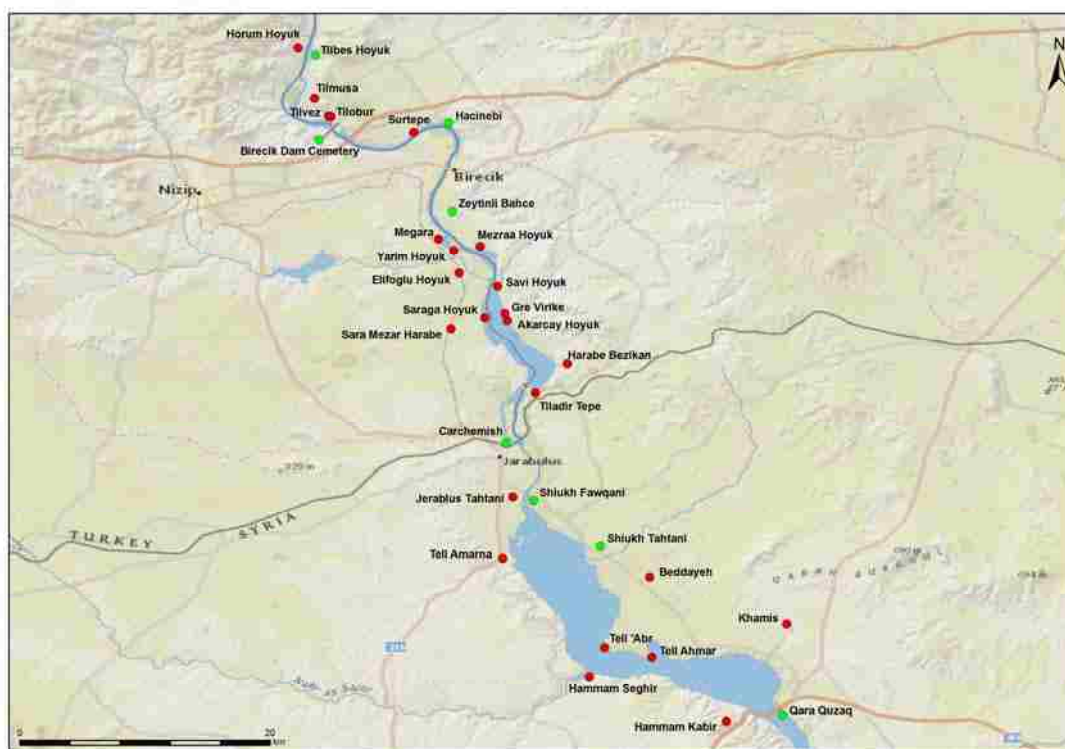 Horum Hoyuk
Tlibes Hoyuk
N
Tilmusa
Tilvez
Tilobur
Surtepe
Hacinebi
Birecik Dam Cemetery
Birecik
Nizip
Zeytinli Bahce
Megara
Mezraa Hoyuk
Yarim Hoyuk
Elifoglu Hoyuk
Savi Hoyuk
Saraga Hoyuk
Gre Virike
Akarcay Hoyuk
Sara Mezar Harabe
Harabe Bezikan
Tiladir Tepe
Carchemish
Jarabulus
Jerablus Tahtani
Shiukh Fawqani
TURKEY
SYRIA
Shiukh Tahtani
Tell Amarna
Beddayeh
Khamis
Tell 'Abr
Tell Ahmar
Hammam Seghir
Qara Quzaq
Hammam Kabir
0
20
km